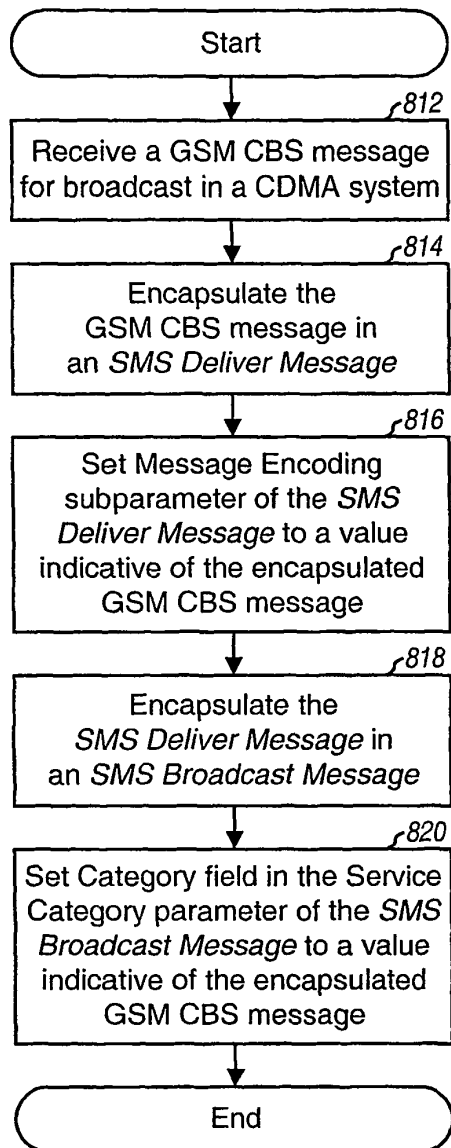 Start
812
Receive a GSM CBS message
for broadcast in a CDMA system
814
Encapsulate the
GSM CBS message in
an SMS Deliver Message
816
Set Message Encoding
subparameter of the SMS
Deliver Message to a value
indicative of the encapsulated
GSM CBS message
818
Encapsulate the
SMS Deliver Message in
an SMS Broadcast Message
820
Set Category field in the Service
Category parameter of the SMS
Broadcast Message to a value
indicative of the encapsulated
GSM CBS message
End